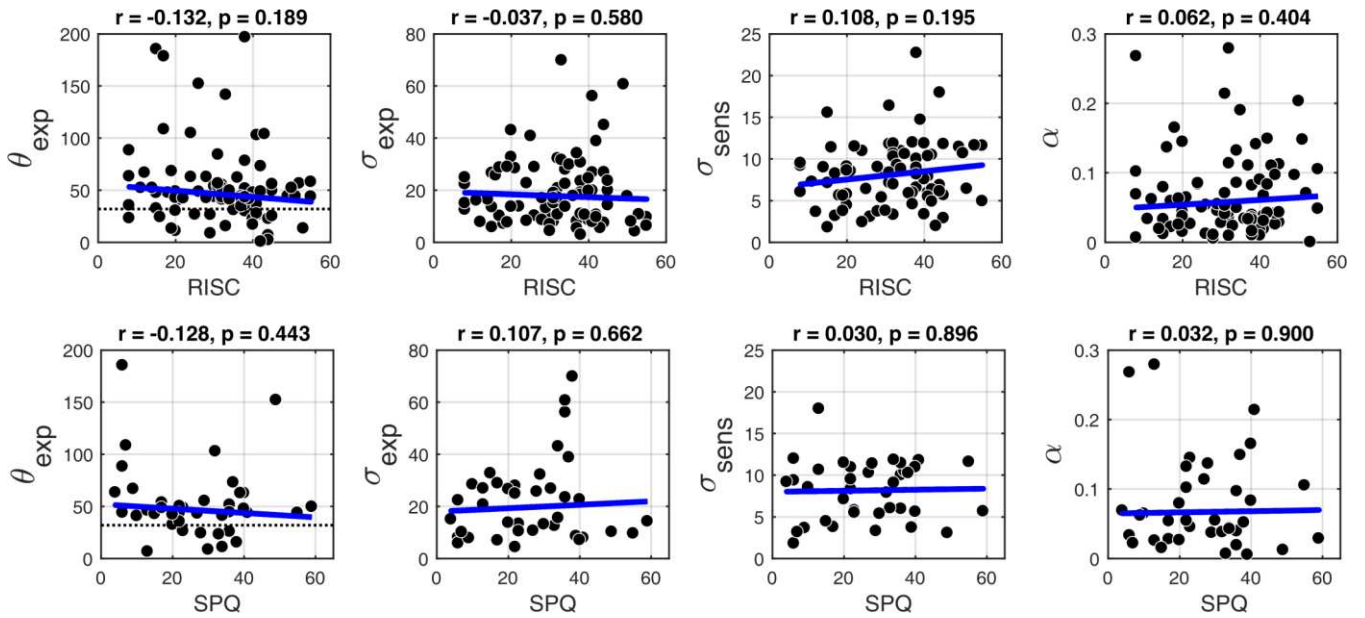 r = -0.132, p = 0.189
θexp
200
150
100
50
0
0 20 40 60
RISC
r = -0.037, p = 0.580
σexp
80
60
40
20
0
0 20 40 60
RISC
r = 0.108, p = 0.195
σsens
25
20
15
10
5
0
0 20 40 60
RISC
r = 0.062, p = 0.404
α
0.3
0.2
0.1
0
0 20 40 60
RISC
r = -0.128, p = 0.443
θexp
200
150
100
50
0
0 20 40 60
SPQ
r = 0.107, p = 0.662
σexp
80
60
40
20
0
0 20 40 60
SPQ
r = 0.030, p = 0.896
σsens
25
20
15
10
5
0
0 20 40 60
SPQ
r = 0.032, p = 0.900
α
0.3
0.2
0.1
0
0 20 40 60
SPQ